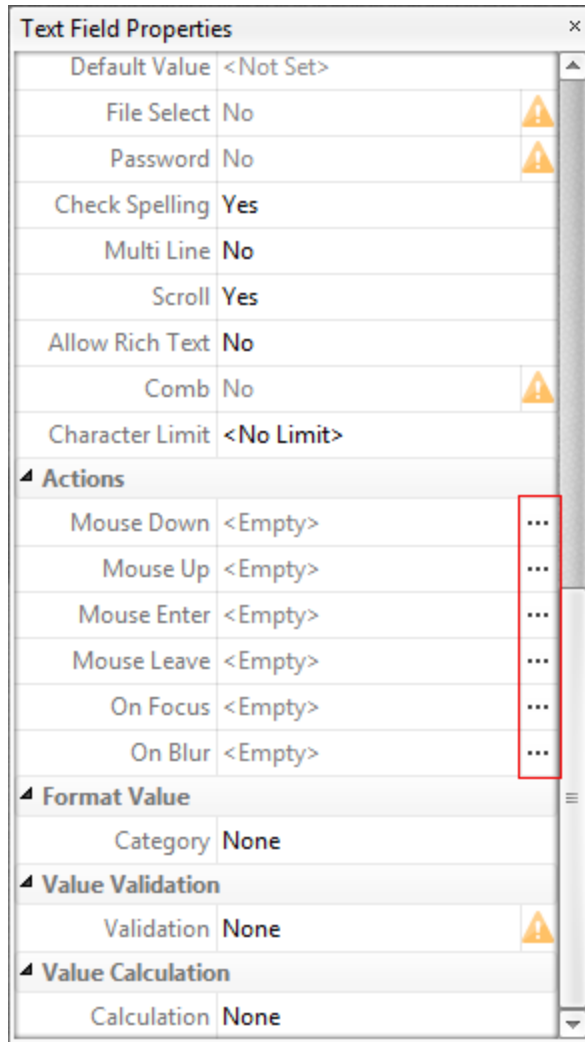 Text Field Properties
Default Value <Not Set>
File Select No
Password No
Check Spelling Yes
Multi Line No
Scroll Yes
Allow Rich Text No
Comb No
Character Limit <No Limit>
Actions
Mouse Down <Empty> ...
Mouse Up <Empty> ...
Mouse Enter <Empty> ...
Mouse Leave <Empty> ...
On Focus <Empty> ...
On Blur <Empty> ...
Format Value
Category None
Value Validation
Validation None
Value Calculation
Calculation None